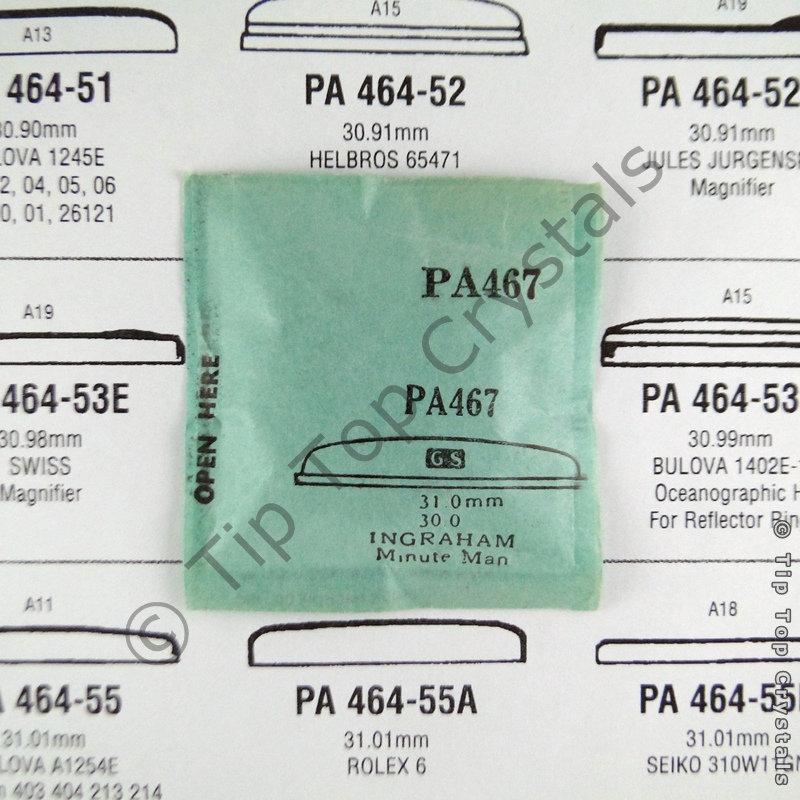 A13
A15
A19
464-51
PA 464-52
PA 464-52
30.90mm
30.91mm
30.91mm
LOVA 1245E
HELBROS 65471
JULES JURGENSE
2, 04, 05, 06
Magnifier
0, 01, 26121
PA467
A19
A15
OPEN HERE
464-53E
PA467
PA 464-53
GS
30.98mm
30.99mm
SWISS
BULOVA 1402E-
Magnifier
31.0mm
Oceanographic H
30 0
For Reflector Rin
INGRAHAM
Minute Man
A11
A18
A 464-55
PA 464-55A
PA 464-55
31.01mm
31.01mm
31.01mm
LOVA A1254E
ROLEX 6
SEIKO 310W
403 404 213 214
© Tip Top Crystals
© Tip Top Crystals